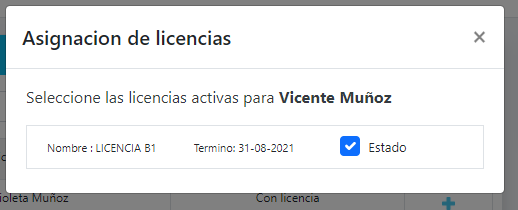 Asignacion de licencias ×
Seleccione las licencias activas para Vicente Muñoz
Nombre : LICENCIA B1 Termino: 31-08-2021 Estado
ioleta Muñoz Con licencia +